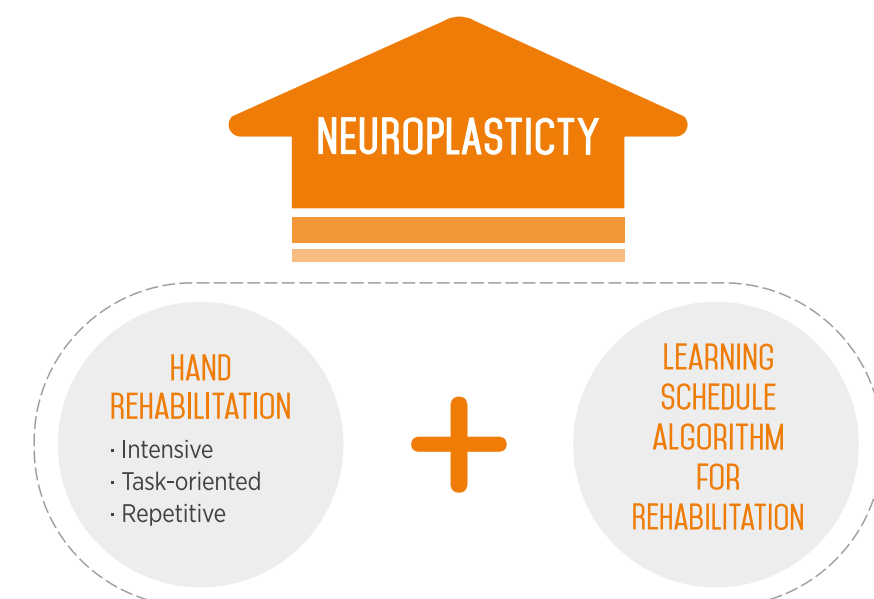 NEUROPLASTICTY
HAND
REHABILITATION
· Intensive
· Task-oriented
· Repetitive
LEARNING
SCHEDULE
ALGORITHM
FOR
REHABILITATION